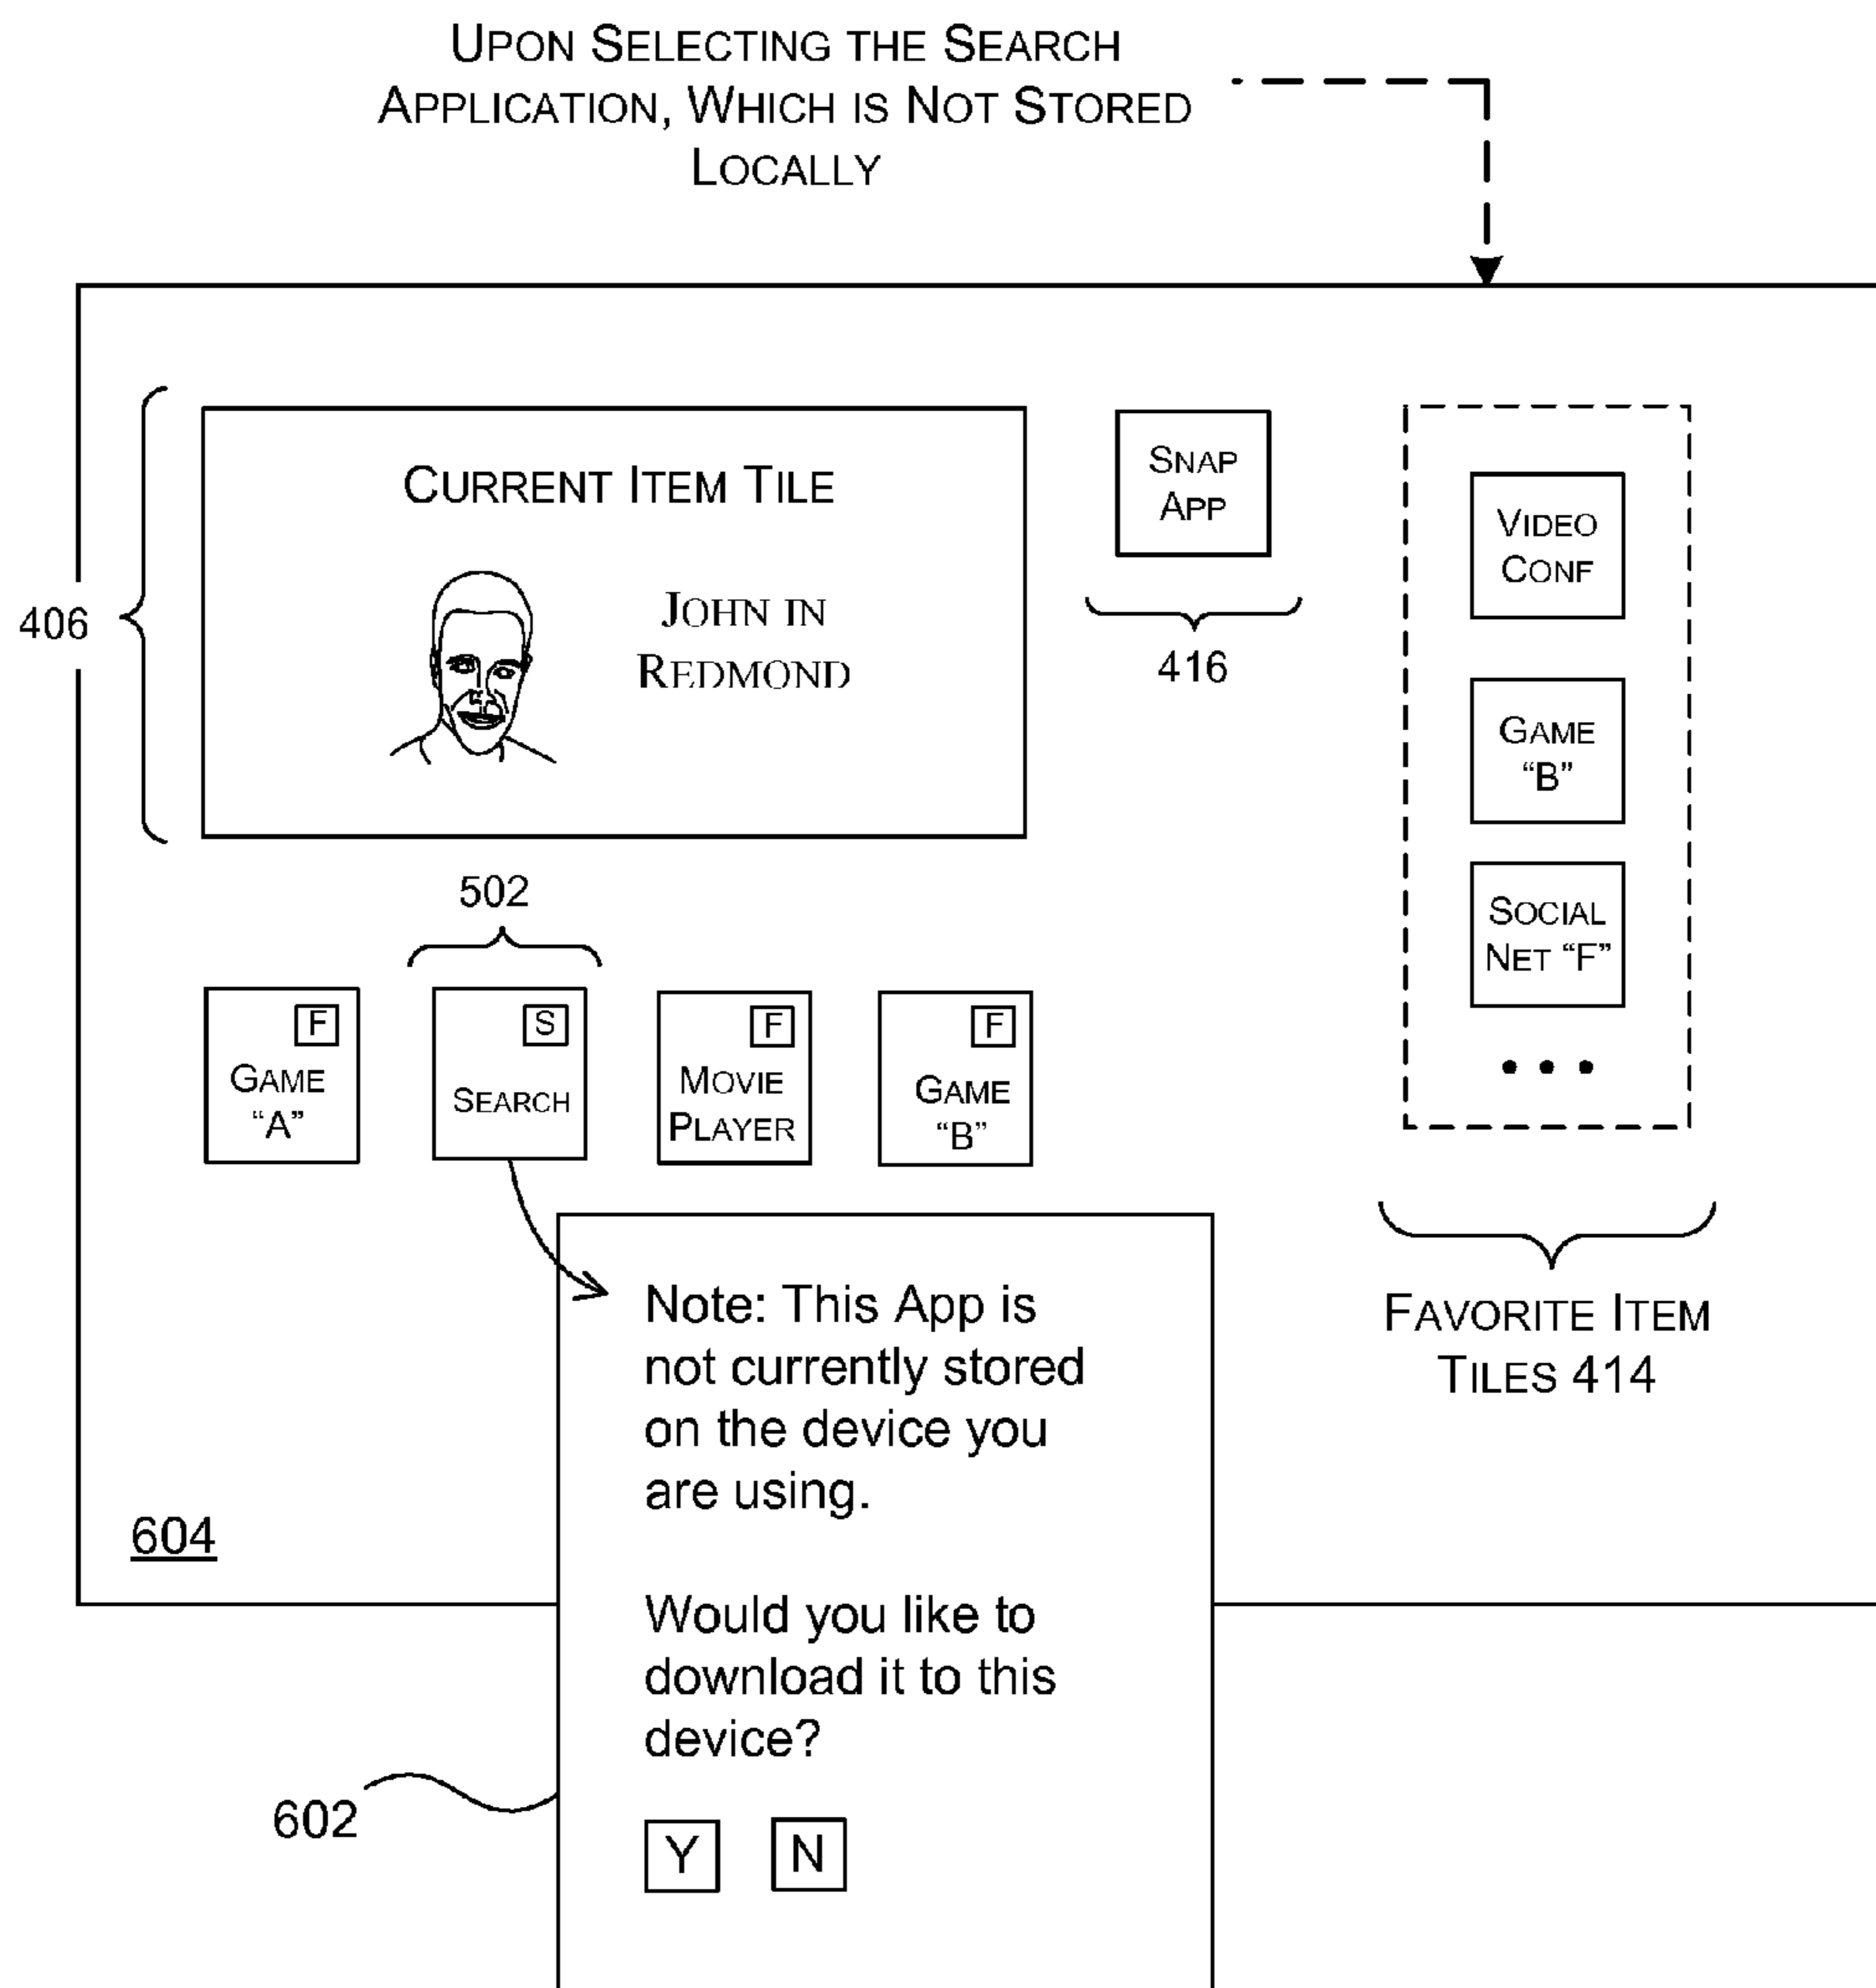 UPON SELECTING THE SEARCH
APPLICATION, WHICH IS NOT STORED
LOCALLY
406
CURRENT ITEM TILE
JOHN IN
REDMOND
SNAP
APP
416
VIDEO
CONF
GAME
“B”
SOCIAL
NET “F”
• • •
FAVORITE ITEM
TILES 414
502
F
GAME
“A”
S
SEARCH
F
MOVIE
PLAYER
F
GAME
“B”
Note: This App is
not currently stored
on the device you
are using.
Would you like to
download it to this
device?
Y N
604
602